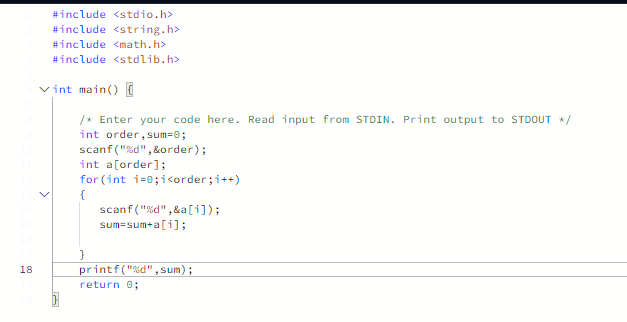 #include <stdio.h>
#include <string.h>
#include <math.h>
#include <stdlib.h>
int main() {
/* Enter your code here. Read input from STDIN. Print output to STDOUT */
int order,sum=0;
scanf("%d",&order);
int a[order];
for(int i=0;i<order;i++)
{
scanf("%d",&a[i]);
sum=sum+a[i];
}
18 printf("%d",sum);
return 0;
}